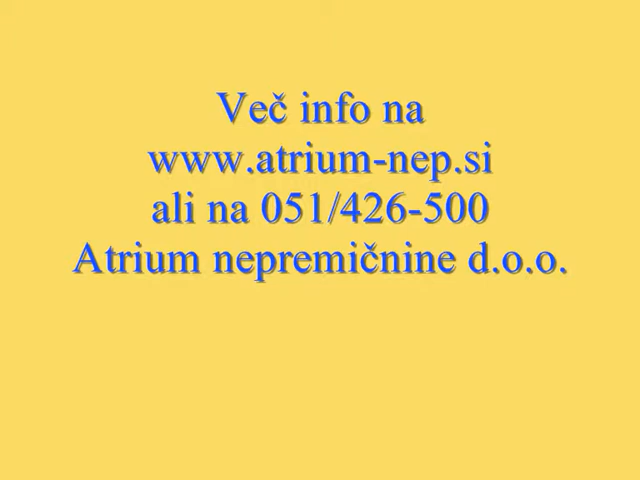 Več info na
www.atrium-nep.si
ali na 051/426-500
Atrium nepremičnine d.o.o.